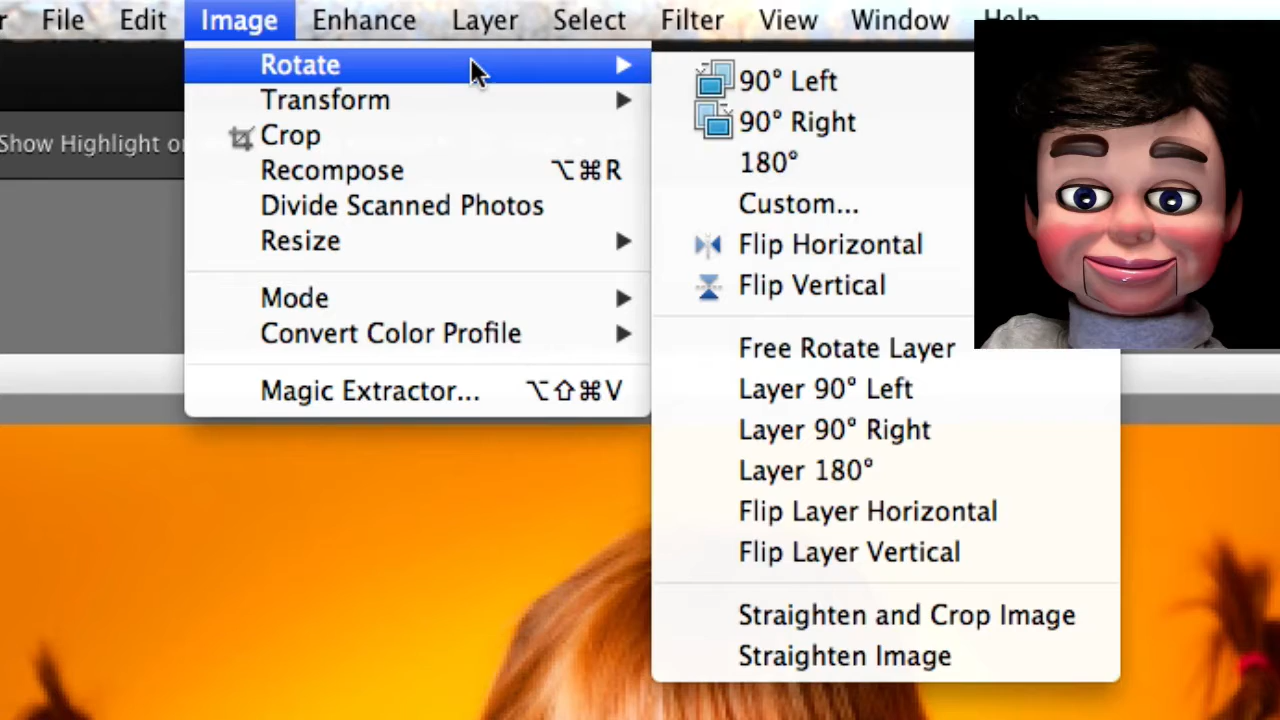 File Edit Image Enhance Layer Select Filter View Window Help
Show Highlight
Rotate
Transform
Crop
Recompose ⌥⌘R
Divide Scanned Photos
Resize
Mode
Convert Color Profile
Magic Extractor... ⌥⇧⌘V
90° Left
90° Right
180°
Custom...
Flip Horizontal
Flip Vertical
Free Rotate Layer
Layer 90° Left
Layer 90° Right
Layer 180°
Flip Layer Horizontal
Flip Layer Vertical
Straighten and Crop Image
Straighten Image